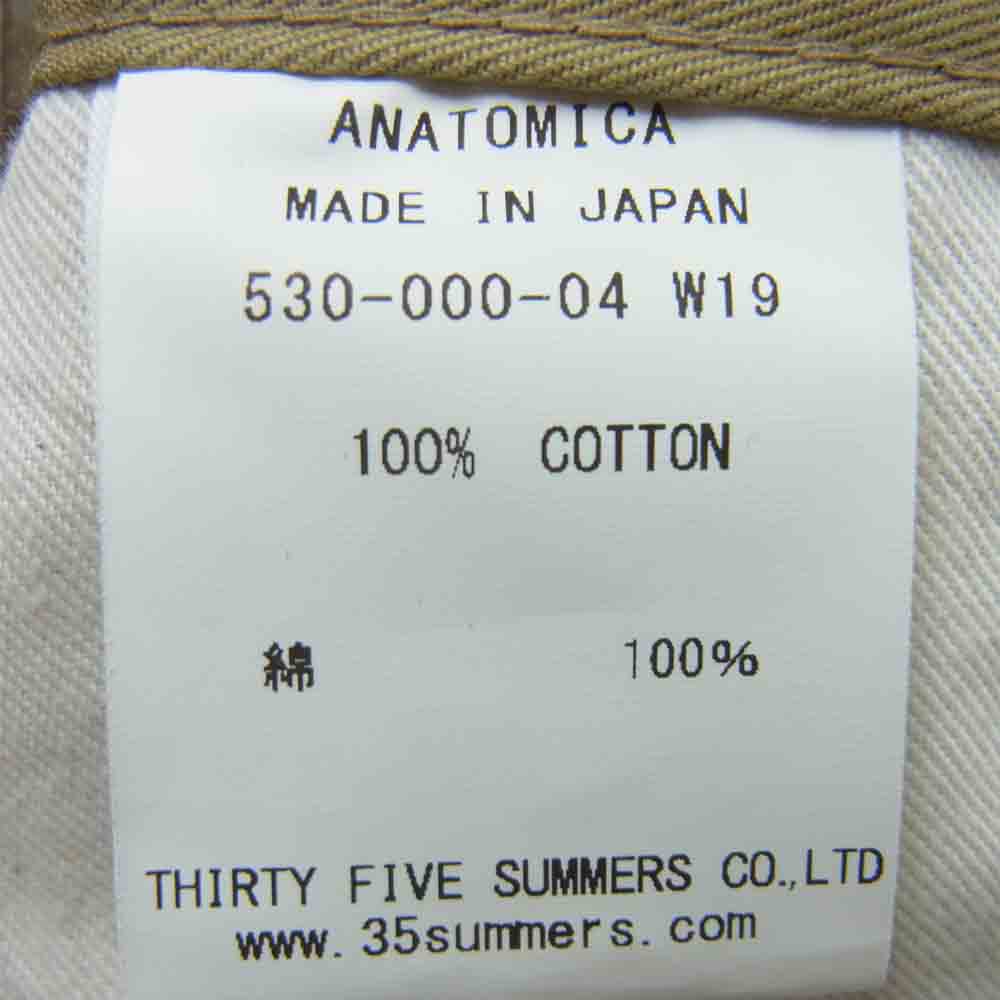 ANATOMICA
MADE IN JAPAN
530-000-04 W19
100% COTTON
綿 100%
THIRTY FIVE SUMMERS CO.,LTD
www.35summers.com